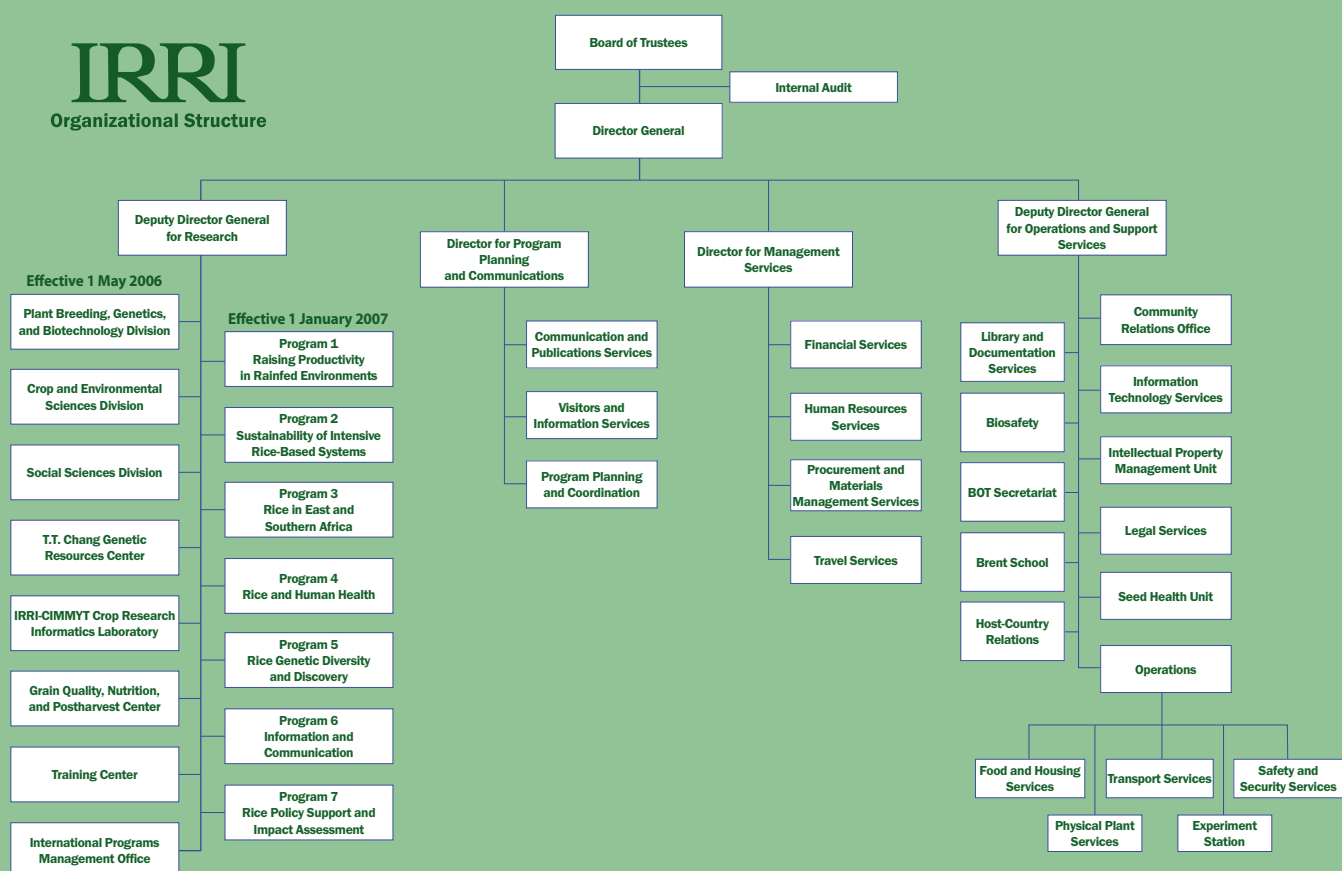 IRRI
Organizational Structure
Board of Trustees
Internal Audit
Director General
Deputy Director General
for Research
Director for Program
Planning
and Communications
Director for Management
Services
Deputy Director General
for Operations and Support
Services
Effective 1 May 2006
Plant Breeding, Genetics,
and Biotechnology Division
Crop and Environmental
Sciences Division
Social Sciences Division
T.T. Chang Genetic
Resources Center
IRRI-CIMMYT Crop Research
Informatics Laboratory
Grain Quality, Nutrition,
and Postharvest Center
Training Center
International Programs
Management Office
Effective 1 January 2007
Program 1
Raising Productivity
in Rainfed Environments
Program 2
Sustainability of Intensive
Rice-Based Systems
Program 3
Rice in East and
Southern Africa
Program 4
Rice and Human Health
Program 5
Rice Genetic Diversity
and Discovery
Program 6
Information and
Communication
Program 7
Rice Policy Support and
Impact Assessment
Communication and
Publications Services
Visitors and
Information Services
Program Planning
and Coordination
Financial Services
Human Resources
Services
Procurement and
Materials
Management Services
Travel Services
Library and
Documentation
Services
Biosafety
BOT Secretariat
Brent School
Host-Country
Relations
Community
Relations Office
Information
Technology Services
Intellectual Property
Management Unit
Legal Services
Seed Health Unit
Operations
Food and Housing
Services
Transport Services
Safety and
Security Services
Physical Plant
Services
Experiment
Station